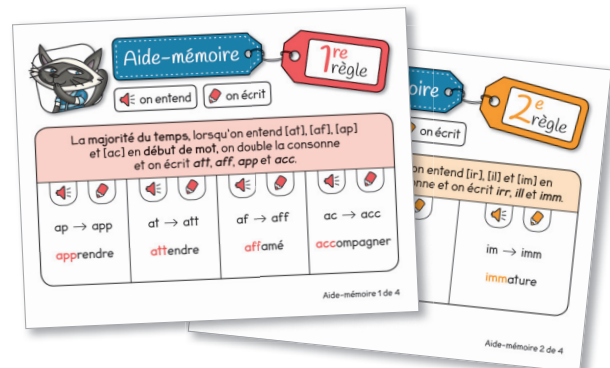 Aide-mémoire
1re
règle
on entend
on écrit
La majorité du temps, lorsqu'on entend [at], [af], [ap]
et [ac] en début de mot, on double la consonne
et on écrit att, aff, app et acc.
ap → app
at → att
af → aff
ac → acc
apprendre
attendre
affamé
accompagner
Aide-mémoire 1 de 4
2e
règle
on écrit
entend [ir], [il] et [im] en
et on écrit irr, ill et imm.
im → imm
immature
Aide-mémoire 2 de 4